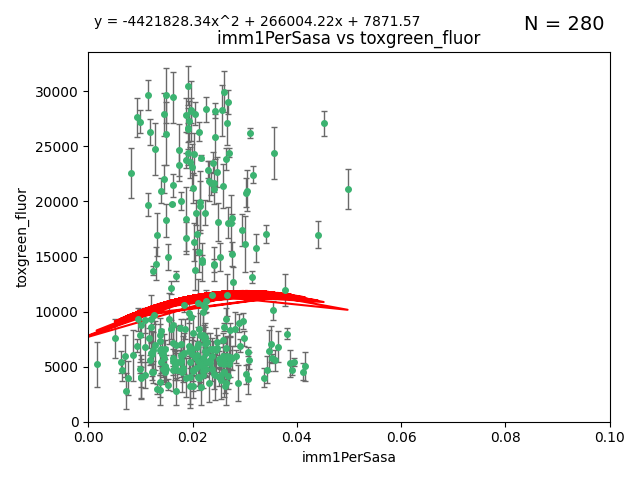 y = -4421828.34x^2 + 266004.22x + 7871.57
N = 280
imm1PerSasa vs toxgreen_fluor
30000
25000
20000
15000
10000
5000
0
toxgreen_fluor
0.00 0.02 0.04 0.06 0.08 0.10
imm1PerSasa